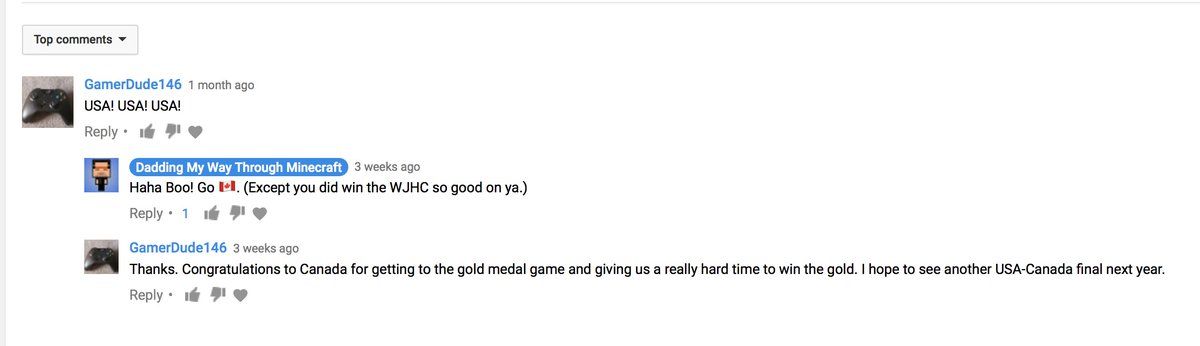 Top comments
GamerDude146 1 month ago
USA! USA! USA!
Reply •
Dadding My Way Through Minecraft 3 weeks ago
Haha Boo! Go 🇨🇦. (Except you did win the WJHC so good on ya.)
Reply • 1
GamerDude146 3 weeks ago
Thanks. Congratulations to Canada for getting to the gold medal game and giving us a really hard time to win the gold. I hope to see another USA-Canada final next year.
Reply •